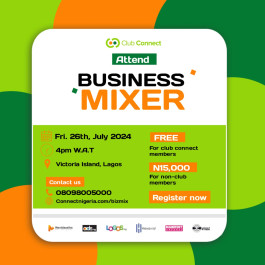 Club Connect
Attend
BUSINESS
MIXER
Fri. 26th, July 2024
4pm W.A.T
Victoria Island, Lagos
Contact us
08098005000
Connectnigeria.com/bizmix
FREE
For club connect
members
N15,000
For non-club
members
Register now